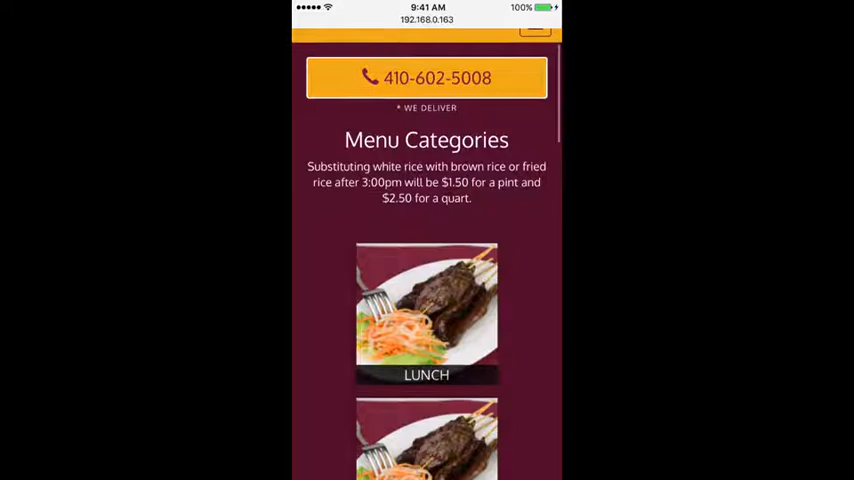 9:41 AM
100%
192.168.0.163
410-602-5008
* WE DELIVER
Menu Categories
Substituting white rice with brown rice or fried
rice after 3:00pm will be $1.50 for a pint and
$2.50 for a quart.
LUNCH